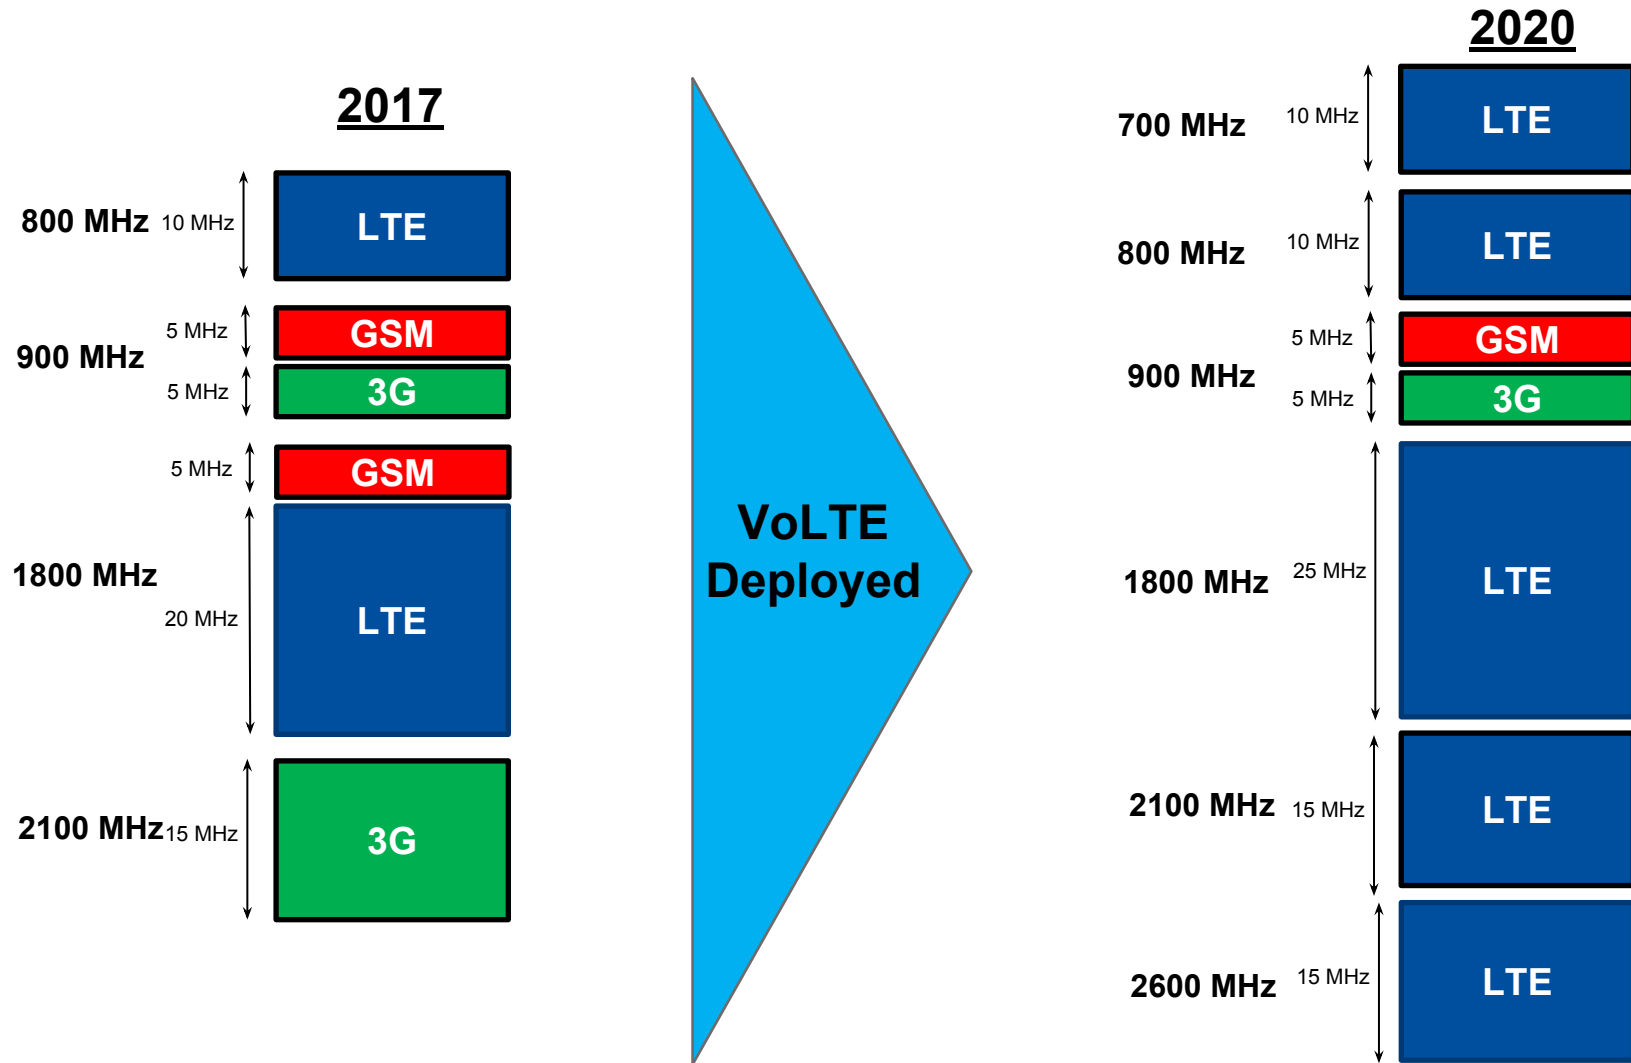 2017
800 MHz 10 MHz LTE
5 MHz GSM
900 MHz
5 MHz 3G
5 MHz GSM
1800 MHz
20 MHz LTE
2100 MHz 15 MHz 3G
VoLTE
Deployed
2020
700 MHz 10 MHz LTE
800 MHz 10 MHz LTE
5 MHz GSM
900 MHz
5 MHz 3G
1800 MHz 25 MHz LTE
2100 MHz 15 MHz LTE
2600 MHz 15 MHz LTE